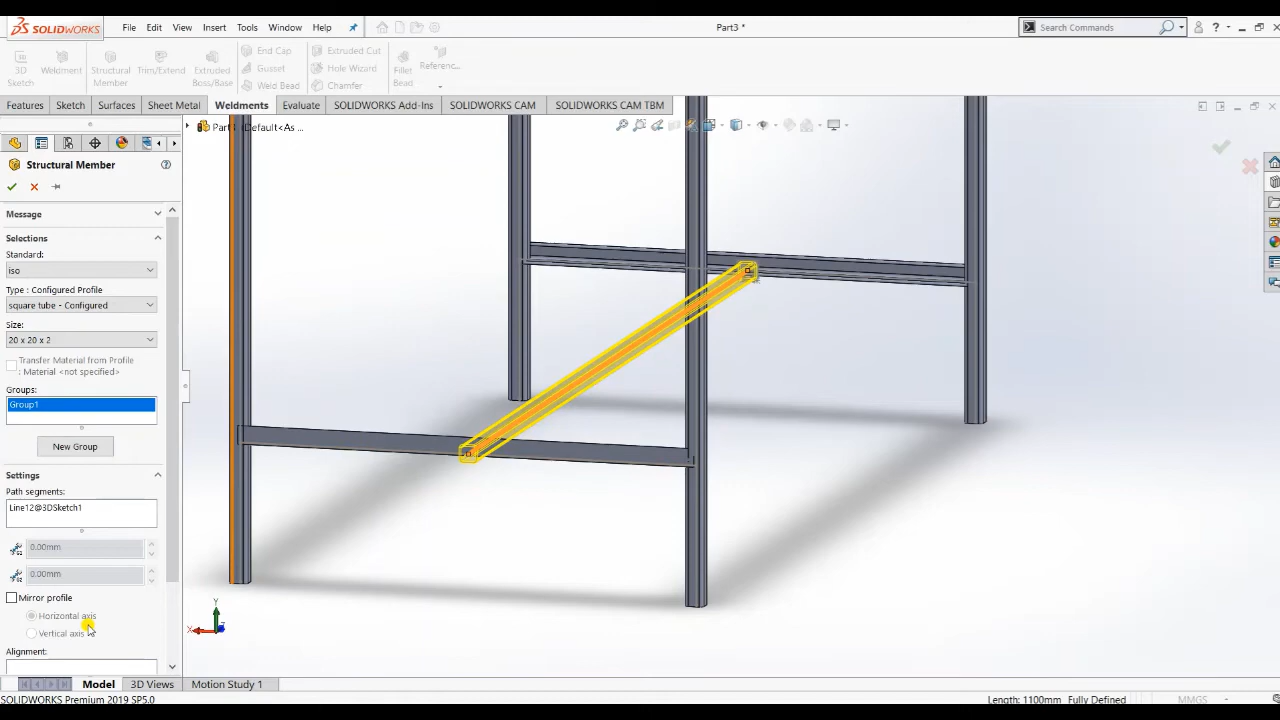 SOLIDWORKS
File Edit View Insert Tools Window Help
Part3 *
Search Commands
3D Sketch
Weldment
Structural Member
Trim/Extend
Extruded Boss/Base
End Cap
Gusset
Weld Bead
Extruded Cut
Hole Wizard
Chamfer
Fillet Bead
Referenc...
Features Sketch Surfaces Sheet Metal Weldments Evaluate SOLIDWORKS Add-Ins SOLIDWORKS CAM SOLIDWORKS CAM TBM
(Default<As ...
Structural Member
Message
Selections
Standard:
iso
Type : Configured Profile
square tube - Configured
Size:
20 x 20 x 2
Transfer Material from Profile
: Material <not specified>
Groups:
Group1
New Group
Settings
Path segments:
Line12@3DSketch1
0.00mm
0.00mm
Mirror profile
Horizontal axis
Vertical axis
Alignment:
Y
X
Z
Model 3D Views Motion Study 1
SOLIDWORKS Premium 2019 SP5.0
Length: 1100mm Fully Defined
MMGS